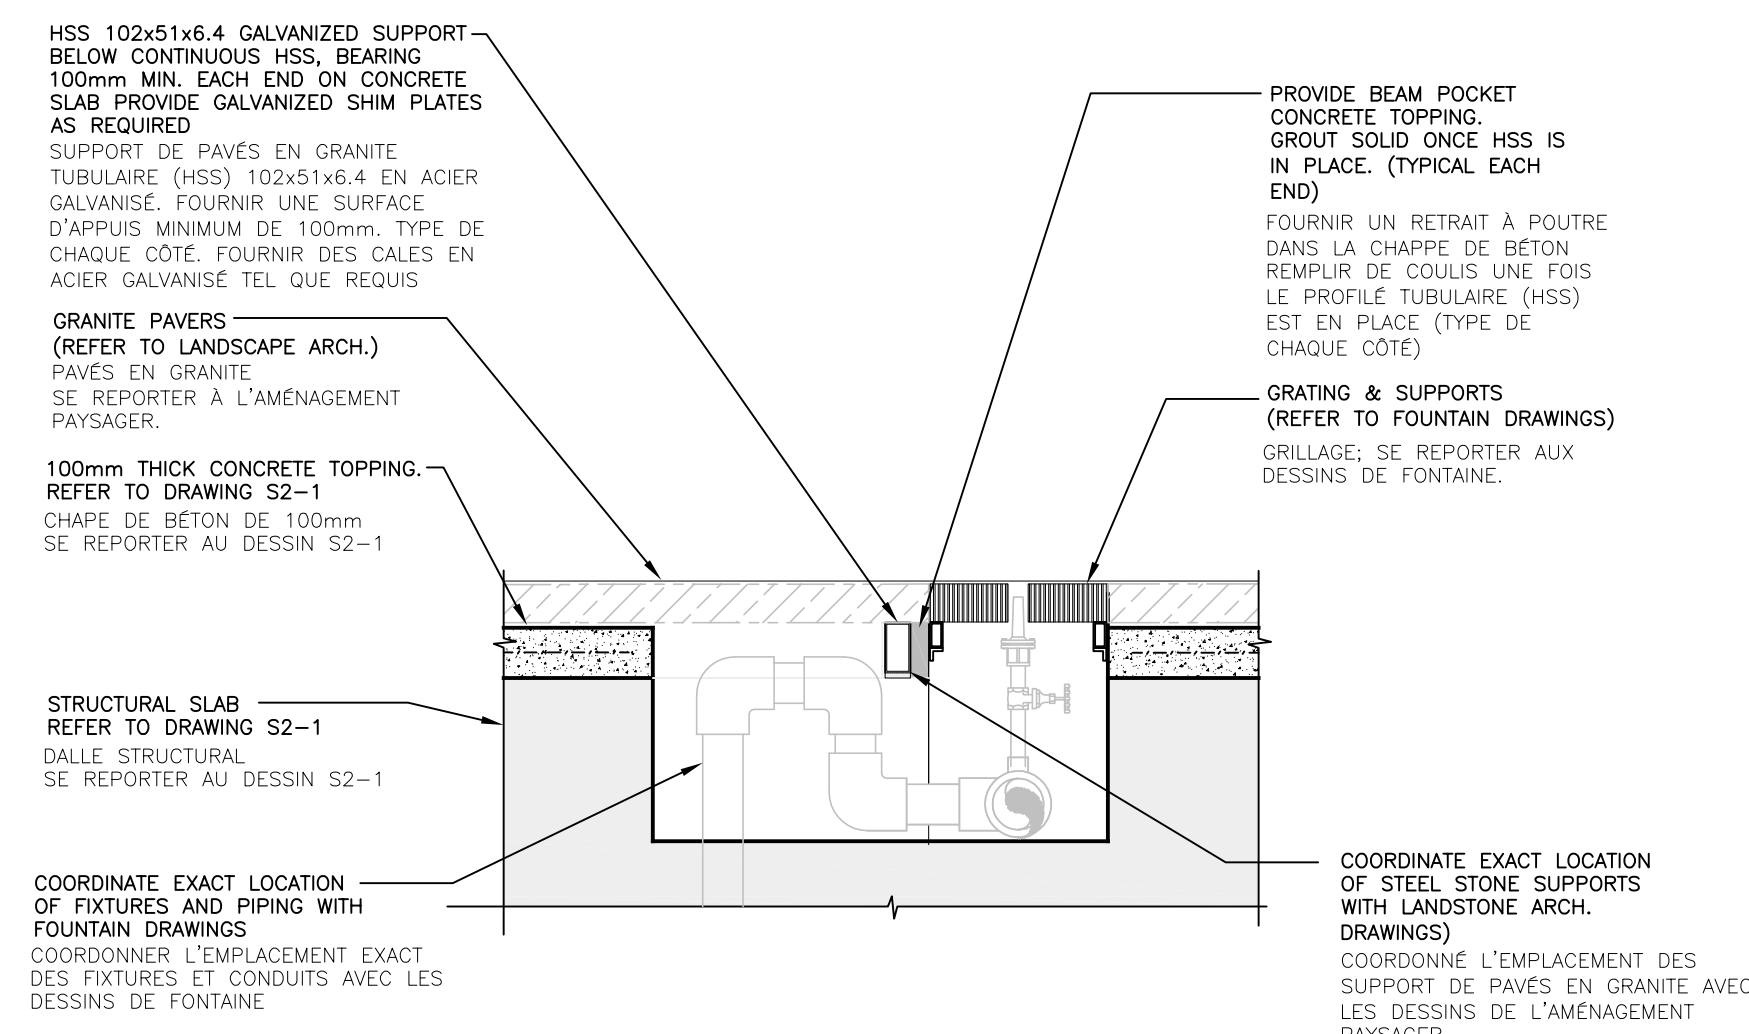 HSS 102x51x6.4 GALVANIZED SUPPORT
BELOW CONTINUOUS HSS, BEARING
100mm MIN. EACH END ON CONCRETE
SLAB PROVIDE GALVANIZED SHIM PLATES
AS REQUIRED
SUPPORT DE PAVÉS EN GRANITE
TUBULAIRE (HSS) 102x51x6.4 EN ACIER
GALVANISÉ. FOURNIR UNE SURFACE
D'APPUIS MINIMUM DE 100mm. TYPE DE
CHAQUE CÔTÉ. FOURNIR DES CALES EN
ACIER GALVANISÉ TEL QUE REQUIS
GRANITE PAVERS
(REFER TO LANDSCAPE ARCH.)
PAVÉS EN GRANITE
SE REPORTER À L'AMÉNAGEMENT
PAYSAGER.
100mm THICK CONCRETE TOPPING.
REFER TO DRAWING S2-1
CHAPE DE BÉTON DE 100mm
SE REPORTER AU DESSIN S2-1
STRUCTURAL SLAB
REFER TO DRAWING S2-1
DALLE STRUCTURAL
SE REPORTER AU DESSIN S2-1
COORDINATE EXACT LOCATION
OF FIXTURES AND PIPING WITH
FOUNTAIN DRAWINGS
COORDONNER L'EMPLACEMENT EXACT
DES FIXTURES ET CONDUITS AVEC LES
DESSINS DE FONTAINE
PROVIDE BEAM POCKET
CONCRETE TOPPING.
GROUT SOLID ONCE HSS IS
IN PLACE. (TYPICAL EACH
END)
FOURNIR UN RETRAIT À POUTRE
DANS LA CHAPPE DE BÉTON
REMPLIR DE COULIS UNE FOIS
LE PROFILÉ TUBULAIRE (HSS)
EST EN PLACE (TYPE DE
CHAQUE CÔTÉ)
GRATING & SUPPORTS
(REFER TO FOUNTAIN DRAWINGS)
GRILLAGE; SE REPORTER AUX
DESSINS DE FONTAINE.
COORDINATE EXACT LOCATION
OF STEEL STONE SUPPORTS
WITH LANDSTONE ARCH.
DRAWINGS)
COORDONNÉ L'EMPLACEMENT DES
SUPPORT DE PAVÉS EN GRANITE AVEC
LES DESSINS DE L'AMÉNAGEMENT
PAYSAGER